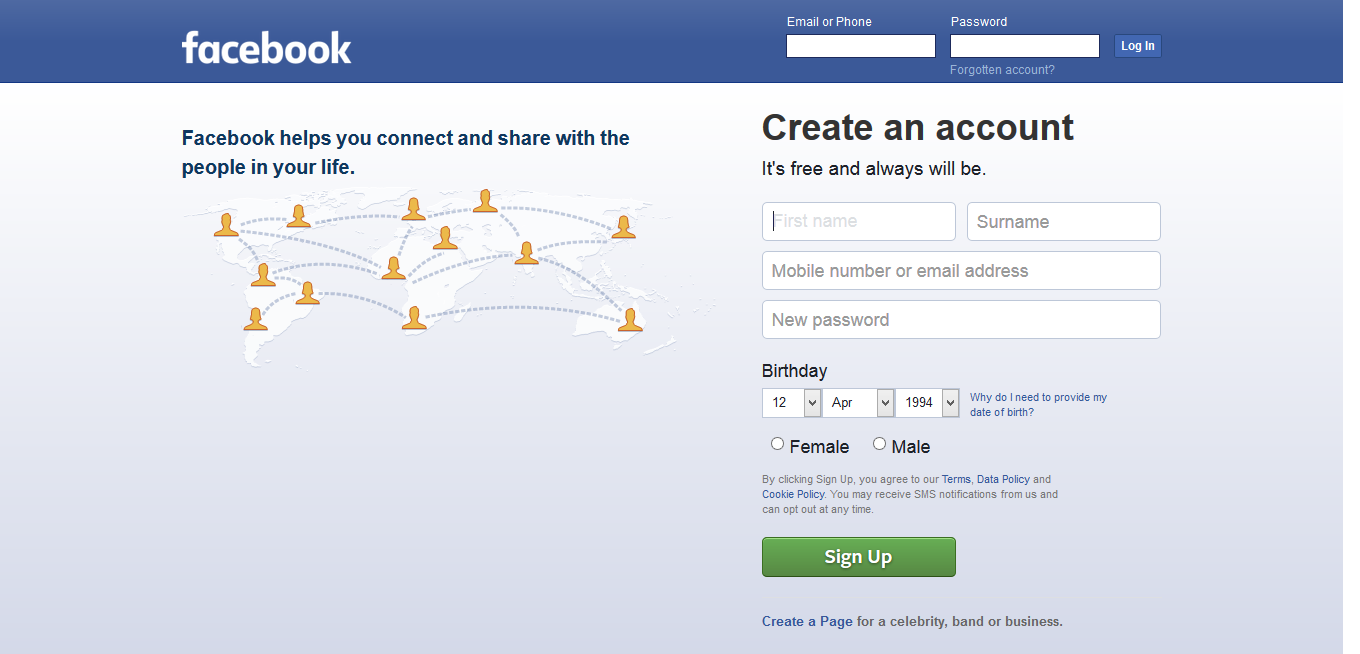 facebook
Email or Phone
Password
Log In
Forgotten account?
Facebook helps you connect and share with the
people in your life.
Create an account
It's free and always will be.
First name
Surname
Mobile number or email address
New password
Birthday
12
Apr
1994
Why do I need to provide my
date of birth?
Female
Male
By clicking Sign Up, you agree to our Terms, Data Policy and
Cookie Policy. You may receive SMS notifications from us and
can opt out at any time.
Sign Up
Create a Page for a celebrity, band or business.